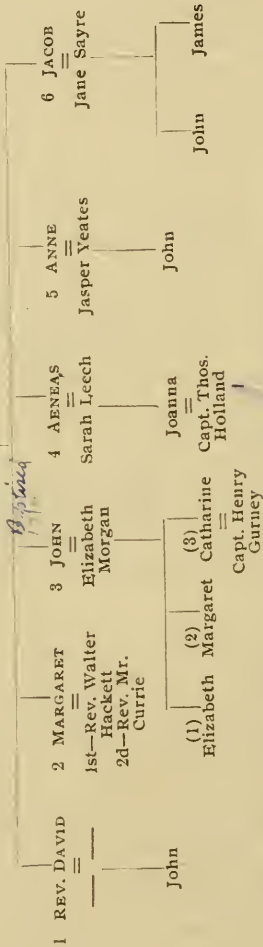 Baptised
1 REV. DAVID
=
John
2 MARGARET
=
1st—Rev. Walter
Hackett
2d—Rev. Mr.
Currie
3 JOHN
=
Elizabeth
Morgan
(1)
Elizabeth
(2)
Margaret
(3)
Catharine
=
Capt. Henry
Gurney
4 AENEAS
=
Sarah Leech
Joanna
=
Capt. Thos.
Holland
5 ANNE
=
Jasper Yeates
John
6 JACOB
=
Jane Sayre
John
James